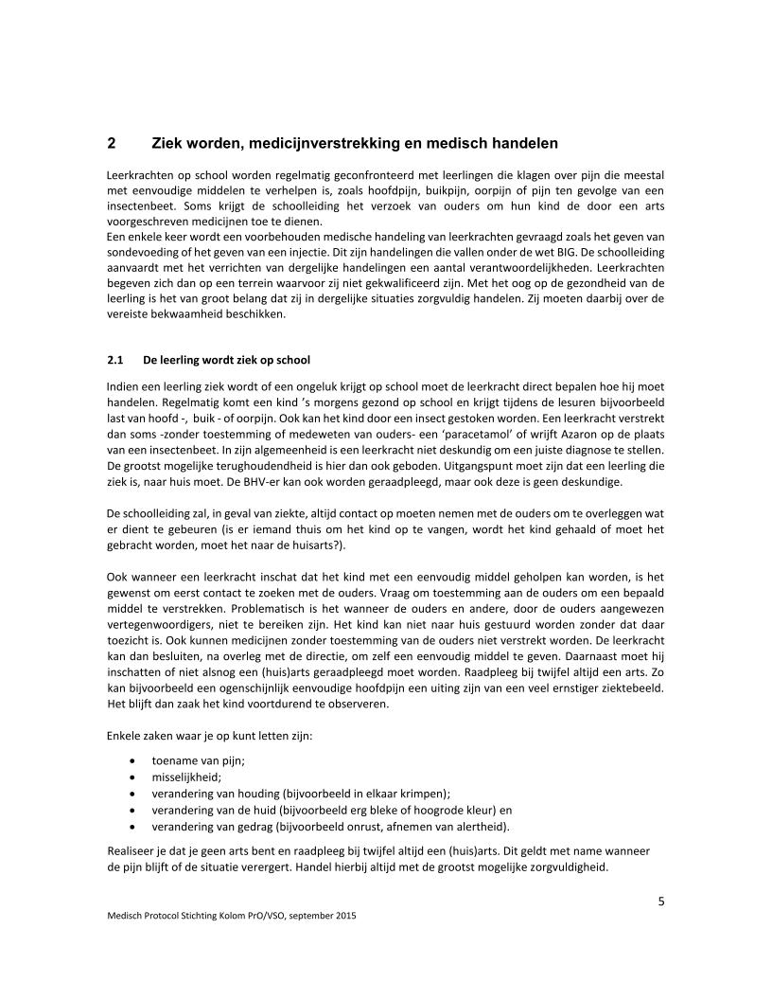 2 Ziek worden, medicijnverstrekking en medisch handelen
Leerkrachten op school worden regelmatig geconfronteerd met leerlingen die klagen over pijn die meestal
met eenvoudige middelen te verhelpen is, zoals hoofdpijn, buikpijn, oorpijn of pijn ten gevolge van een
insectenbeet. Soms krijgt de schoolleiding het verzoek van ouders om hun kind de door een arts
voorgeschreven medicijnen toe te dienen.
Een enkele keer wordt een voorbehouden medische handeling van leerkrachten gevraagd zoals het geven van
sondevoeding of het geven van een injectie. Dit zijn handelingen die vallen onder de wet BIG. De schoolleiding
aanvaardt met het verrichten van dergelijke handelingen een aantal verantwoordelijkheden. Leerkrachten
begeven zich dan op een terrein waarvoor zij niet gekwalificeerd zijn. Met het oog op de gezondheid van de
leerling is het van groot belang dat zij in dergelijke situaties zorgvuldig handelen. Zij moeten daarbij over de
vereiste bekwaamheid beschikken.
2.1 De leerling wordt ziek op school
Indien een leerling ziek wordt of een ongeluk krijgt op school moet de leerkracht direct bepalen hoe hij moet
handelen. Regelmatig komt een kind ’s morgens gezond op school en krijgt tijdens de lesuren bijvoorbeeld
last van hoofd -, buik - of oorpijn. Ook kan het kind door een insect gestoken worden. Een leerkracht verstrekt
dan soms -zonder toestemming of medeweten van ouders- een ‘paracetamol’ of wrijft Azaron op de plaats
van een insectenbeet. In zijn algemeenheid is een leerkracht niet deskundig om een juiste diagnose te stellen.
De grootst mogelijke terughoudendheid is hier dan ook geboden. Uitgangspunt moet zijn dat een leerling die
ziek is, naar huis moet. De BHV-er kan ook worden geraadpleegd, maar ook deze is geen deskundige.
De schoolleiding zal, in geval van ziekte, altijd contact op moeten nemen met de ouders om te overleggen wat
er dient te gebeuren (is er iemand thuis om het kind op te vangen, wordt het kind gehaald of moet het
gebracht worden, moet het naar de huisarts?).
Ook wanneer een leerkracht inschat dat het kind met een eenvoudig middel geholpen kan worden, is het
gewenst om eerst contact te zoeken met de ouders. Vraag om toestemming aan de ouders om een bepaald
middel te verstrekken. Problematisch is het wanneer de ouders en andere, door de ouders aangewezen
vertegenwoordigers, niet te bereiken zijn. Het kind kan niet naar huis gestuurd worden zonder dat daar
toezicht is. Ook kunnen medicijnen zonder toestemming van de ouders niet verstrekt worden. De leerkracht
kan dan besluiten, na overleg met de directie, om zelf een eenvoudig middel te geven. Daarnaast moet hij
inschatten of niet alsnog een (huis)arts geraadpleegd moet worden. Raadpleeg bij twijfel altijd een arts. Zo
kan bijvoorbeeld een ogenschijnlijk eenvoudige hoofdpijn een uiting zijn van een veel ernstiger ziektebeeld.
Het blijft dan zaak het kind voortdurend te observeren.
Enkele zaken waar je op kunt letten zijn:
• toename van pijn;
• misselijkheid;
• verandering van houding (bijvoorbeeld in elkaar krimpen);
• verandering van de huid (bijvoorbeeld erg bleke of hoogrode kleur) en
• verandering van gedrag (bijvoorbeeld onrust, afnemen van alertheid).
Realiseer je dat je geen arts bent en raadpleeg bij twijfel altijd een (huis)arts. Dit geldt met name wanneer
de pijn blijft of de situatie verergert. Handel hierbij altijd met de grootst mogelijke zorgvuldigheid.
5
Medisch Protocol Stichting Kolom PrO/VSO, september 2015